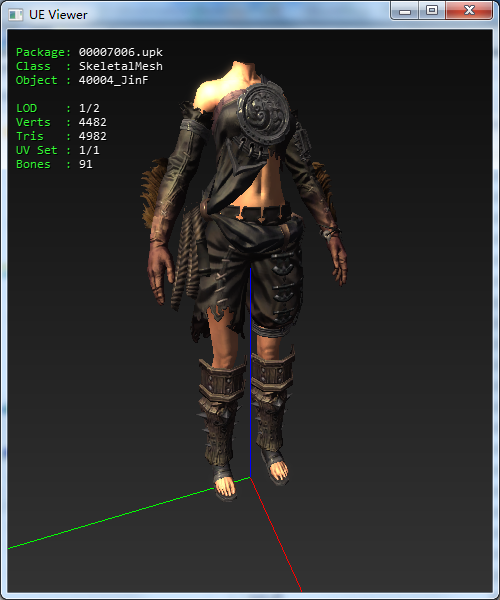 UE Viewer
Package: 00007006.upk
Class  : SkeletalMesh
Object : 40004_JinF
LOD    : 1/2
Verts  : 4482
Tris   : 4982
UV Set : 1/1
Bones  : 91